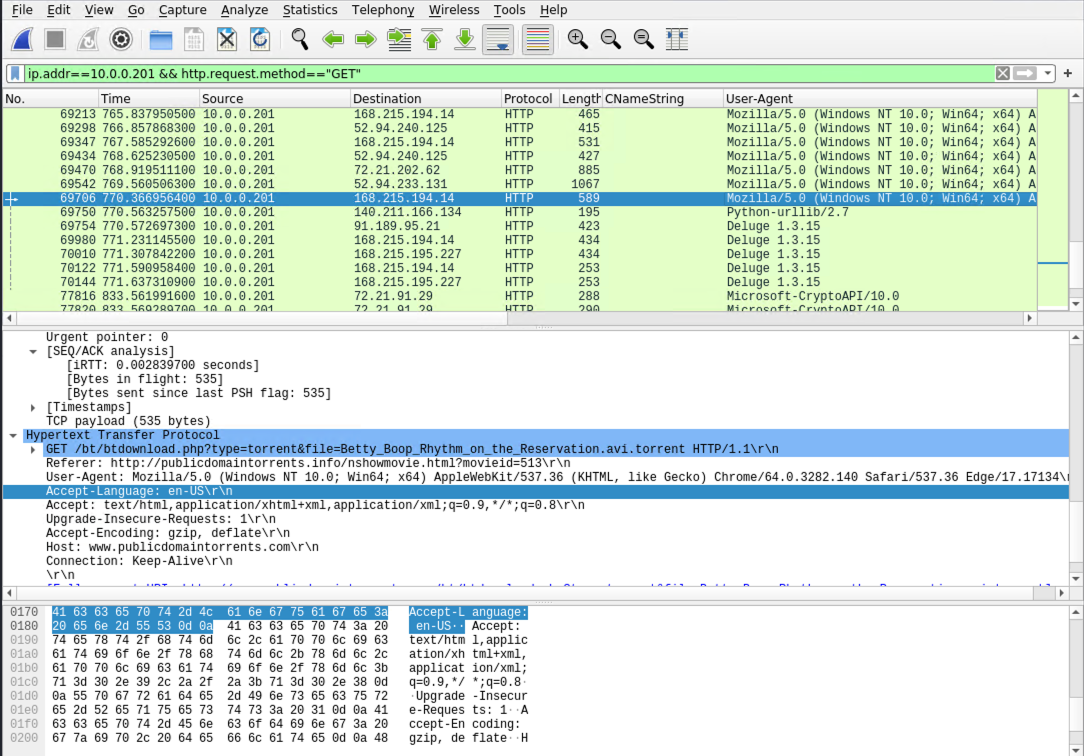 File Edit View Go Capture Analyze Statistics Telephony Wireless Tools Help
ip.addr==10.0.0.201 && http.request.method=="GET"
No. Time Source Destination Protocol Length CNameString User-Agent
69213 765.837950500 10.0.0.201 168.215.194.14 HTTP 465 Mozilla/5.0 (Windows NT 10.0; Win64; x64) A
69298 766.857868300 10.0.0.201 52.94.240.125 HTTP 415 Mozilla/5.0 (Windows NT 10.0; Win64; x64) A
69347 767.585292600 10.0.0.201 168.215.194.14 HTTP 531 Mozilla/5.0 (Windows NT 10.0; Win64; x64) A
69434 768.625230500 10.0.0.201 52.94.240.125 HTTP 427 Mozilla/5.0 (Windows NT 10.0; Win64; x64) A
69470 768.919511100 10.0.0.201 72.21.202.62 HTTP 885 Mozilla/5.0 (Windows NT 10.0; Win64; x64) A
69542 769.560506300 10.0.0.201 52.94.233.131 HTTP 1067 Mozilla/5.0 (Windows NT 10.0; Win64; x64) A
69706 770.366956400 10.0.0.201 168.215.194.14 HTTP 589 Mozilla/5.0 (Windows NT 10.0; Win64; x64) A
69750 770.563257500 10.0.0.201 140.211.166.134 HTTP 195 Python-urllib/2.7
69754 770.572697300 10.0.0.201 91.189.95.21 HTTP 423 Deluge 1.3.15
69980 771.231145500 10.0.0.201 168.215.194.14 HTTP 434 Deluge 1.3.15
70010 771.307842200 10.0.0.201 168.215.195.227 HTTP 434 Deluge 1.3.15
70122 771.590958400 10.0.0.201 168.215.194.14 HTTP 253 Deluge 1.3.15
70144 771.637310900 10.0.0.201 168.215.195.227 HTTP 253 Deluge 1.3.15
77816 833.561991600 10.0.0.201 72.21.91.29 HTTP 288 Microsoft-CryptoAPI/10.0
77820 833.569289700 10.0.0.201 72.21.91.29 HTTP 290 Microsoft-CryptoAPI/10.0
Urgent pointer: 0
[SEQ/ACK analysis]
[iRTT: 0.002839700 seconds]
[Bytes in flight: 535]
[Bytes sent since last PSH flag: 535]
[Timestamps]
TCP payload (535 bytes)
Hypertext Transfer Protocol
GET /bt/btdownload.php?type=torrent&file=Betty_Boop_Rhythm_on_the_Reservation.avi.torrent HTTP/1.1\r\n
Referer: http://publicdomaintorrents.info/nshowmovie.html?movieid=513\r\n
User-Agent: Mozilla/5.0 (Windows NT 10.0; Win64; x64) AppleWebKit/537.36 (KHTML, like Gecko) Chrome/64.0.3282.140 Safari/537.36 Edge/17.17134\
Accept-Language: en-US\r\n
Accept: text/html,application/xhtml+xml,application/xml;q=0.9,*/*;q=0.8\r\n
Upgrade-Insecure-Requests: 1\r\n
Accept-Encoding: gzip, deflate\r\n
Host: www.publicdomaintorrents.com\r\n
Connection: Keep-Alive\r\n
\r\n
0170 41 63 63 65 70 74 2d 4c 61 6e 67 75 61 67 65 3a Accept-L anguage:
0180 20 65 6e 2d 55 53 0d 0a 41 63 63 65 70 74 3a 20 en-US·· Accept:
0190 74 65 78 74 2f 68 74 6d 6c 2c 61 70 70 6c 69 63 text/htm l,applic
01a0 61 74 69 6f 6e 2f 78 68 74 6d 6c 2b 78 6d 6c 2c ation/xh tml+xml,
01b0 61 70 70 6c 69 63 61 74 69 6f 6e 2f 78 6d 6c 3b applicat ion/xml;
01c0 71 3d 30 2e 39 2c 2a 2f 2a 3b 71 3d 30 2e 38 0d q=0.9,*/ *;q=0.8·
01d0 0a 55 70 67 72 61 64 65 2d 49 6e 73 65 63 75 72 ·Upgrade -Insecur
01e0 65 2d 52 65 71 75 65 73 74 73 3a 20 31 0d 0a 41 e-Reques ts: 1··A
01f0 63 63 65 70 74 2d 45 6e 63 6f 64 69 6e 67 3a 20 ccept-En coding:
0200 67 7a 69 70 2c 20 64 65 66 6c 61 74 65 0d 0a 48 gzip, de flate··H